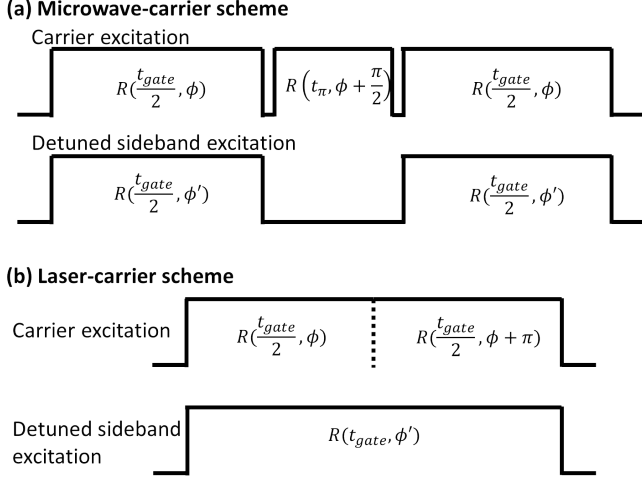 (a) Microwave-carrier scheme
Carrier excitation
R(t_gate/2, ϕ) R(t_π, ϕ + π/2) R(t_gate/2, ϕ)
Detuned sideband excitation
R(t_gate/2, ϕ′) R(t_gate/2, ϕ′)
(b) Laser-carrier scheme
Carrier excitation R(t_gate/2, ϕ) R(t_gate/2, ϕ + π)
Detuned sideband
excitation
R(t_gate, ϕ′)